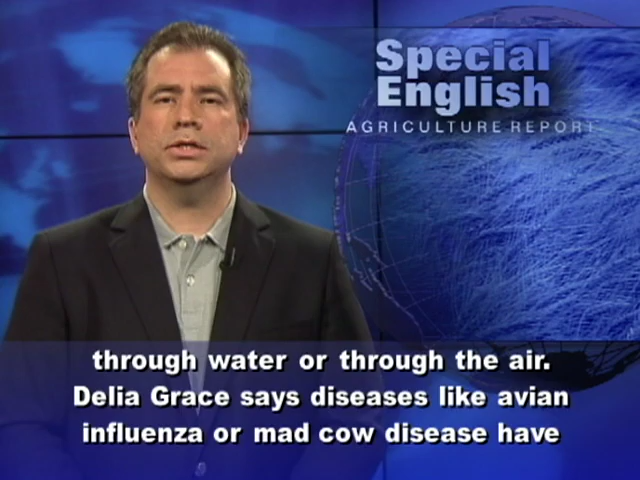 Special
English
AGRICULTURE REPORT
through water or through the air.
Delia Grace says diseases like avian
influenza or mad cow disease have